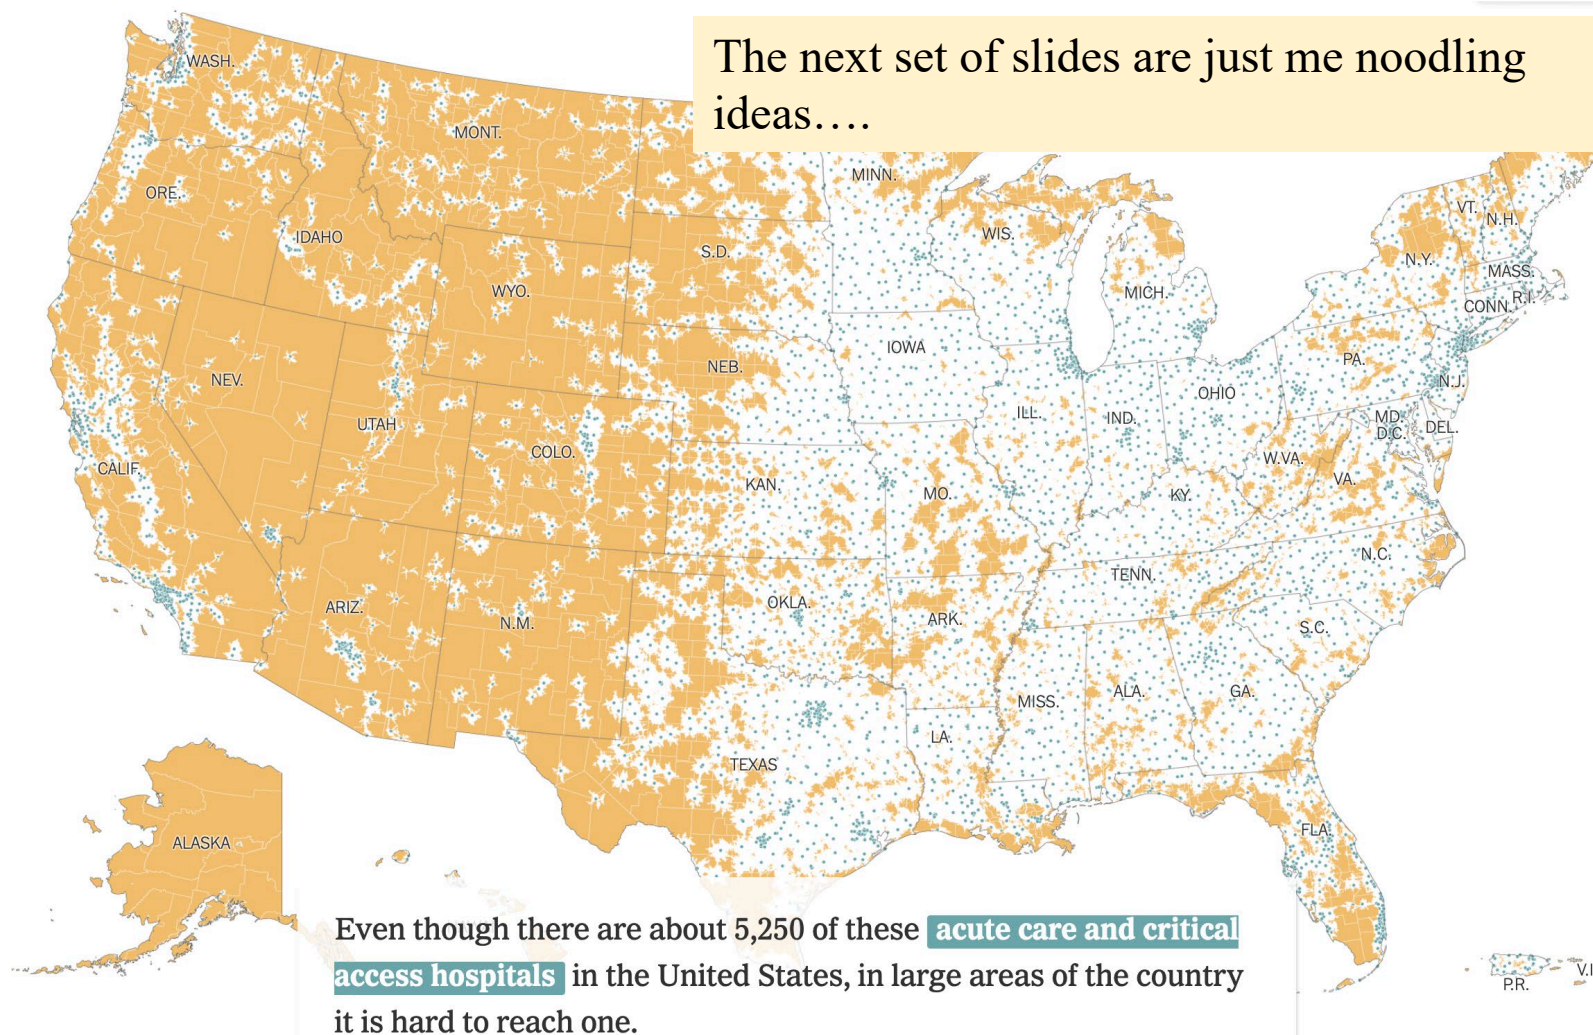 The next set of slides are just me noodling
ideas….
WASH.
MONT.
MINN.
ORE.
VT.
N.H.
IDAHO
WIS.
S.D.
N.Y.
MASS.
WYO.
MICH.
CONN.
R.I.
IOWA
NEB.
PA.
NEV.
N.J.
OHIO
UTAH
ILL.
IND.
MD.
D.C.
DEL.
COLO.
CALIF.
W.VA.
KAN.
MO.
KY.
VA.
N.C.
TENN.
ARIZ.
OKLA.
N.M.
ARK.
S.C.
MISS.
ALA.
GA.
LA.
TEXAS
FLA.
ALASKA
Even though there are about 5,250 of these acute care and critical
access hospitals in the United States, in large areas of the country
it is hard to reach one.
P.R.
V.I